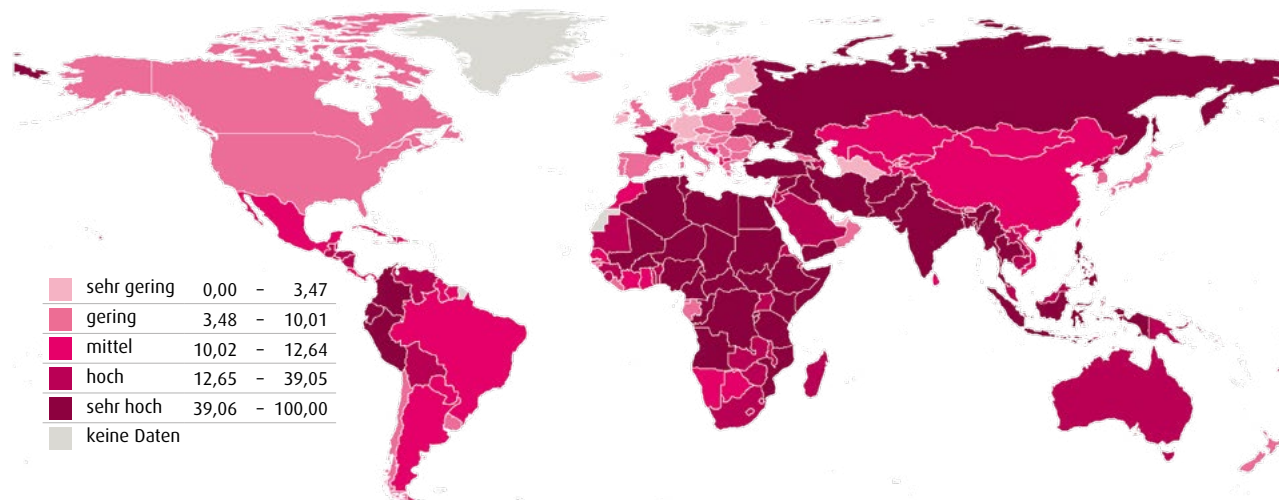 sehr gering 0,00 – 3,47
gering 3,48 – 10,01
mittel 10,02 – 12,64
hoch 12,65 – 39,05
sehr hoch 39,06 – 100,00
keine Daten